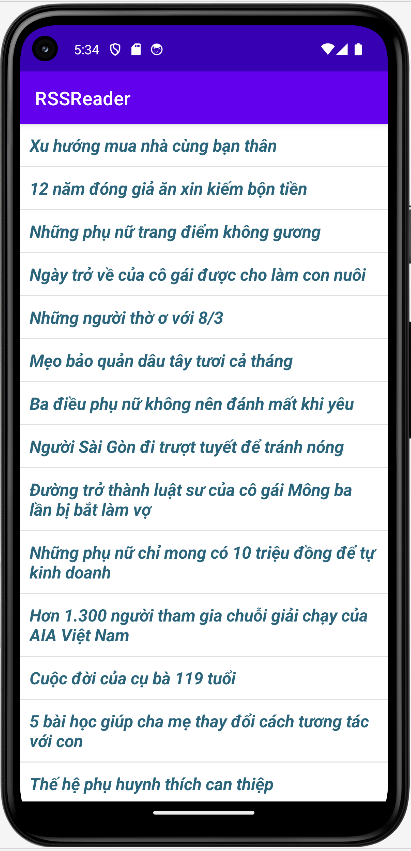 5:34
RSSReader
Xu hướng mua nhà cùng bạn thân
12 năm đóng giả ăn xin kiếm bộn tiền
Những phụ nữ trang điểm không gương
Ngày trở về của cô gái được cho làm con nuôi
Những người thờ ơ với 8/3
Mẹo bảo quản dâu tây tươi cả tháng
Ba điều phụ nữ không nên đánh mất khi yêu
Người Sài Gòn đi trượt tuyết để tránh nóng
Đường trở thành luật sư của cô gái Mông ba
lần bị bắt làm vợ
Những phụ nữ chỉ mong có 10 triệu đồng để tự
kinh doanh
Hơn 1.300 người tham gia chuỗi giải chạy của
AIA Việt Nam
Cuộc đời của cụ bà 119 tuổi
5 bài học giúp cha mẹ thay đổi cách tương tác
với con
Thế hệ phụ huynh thích can thiệp